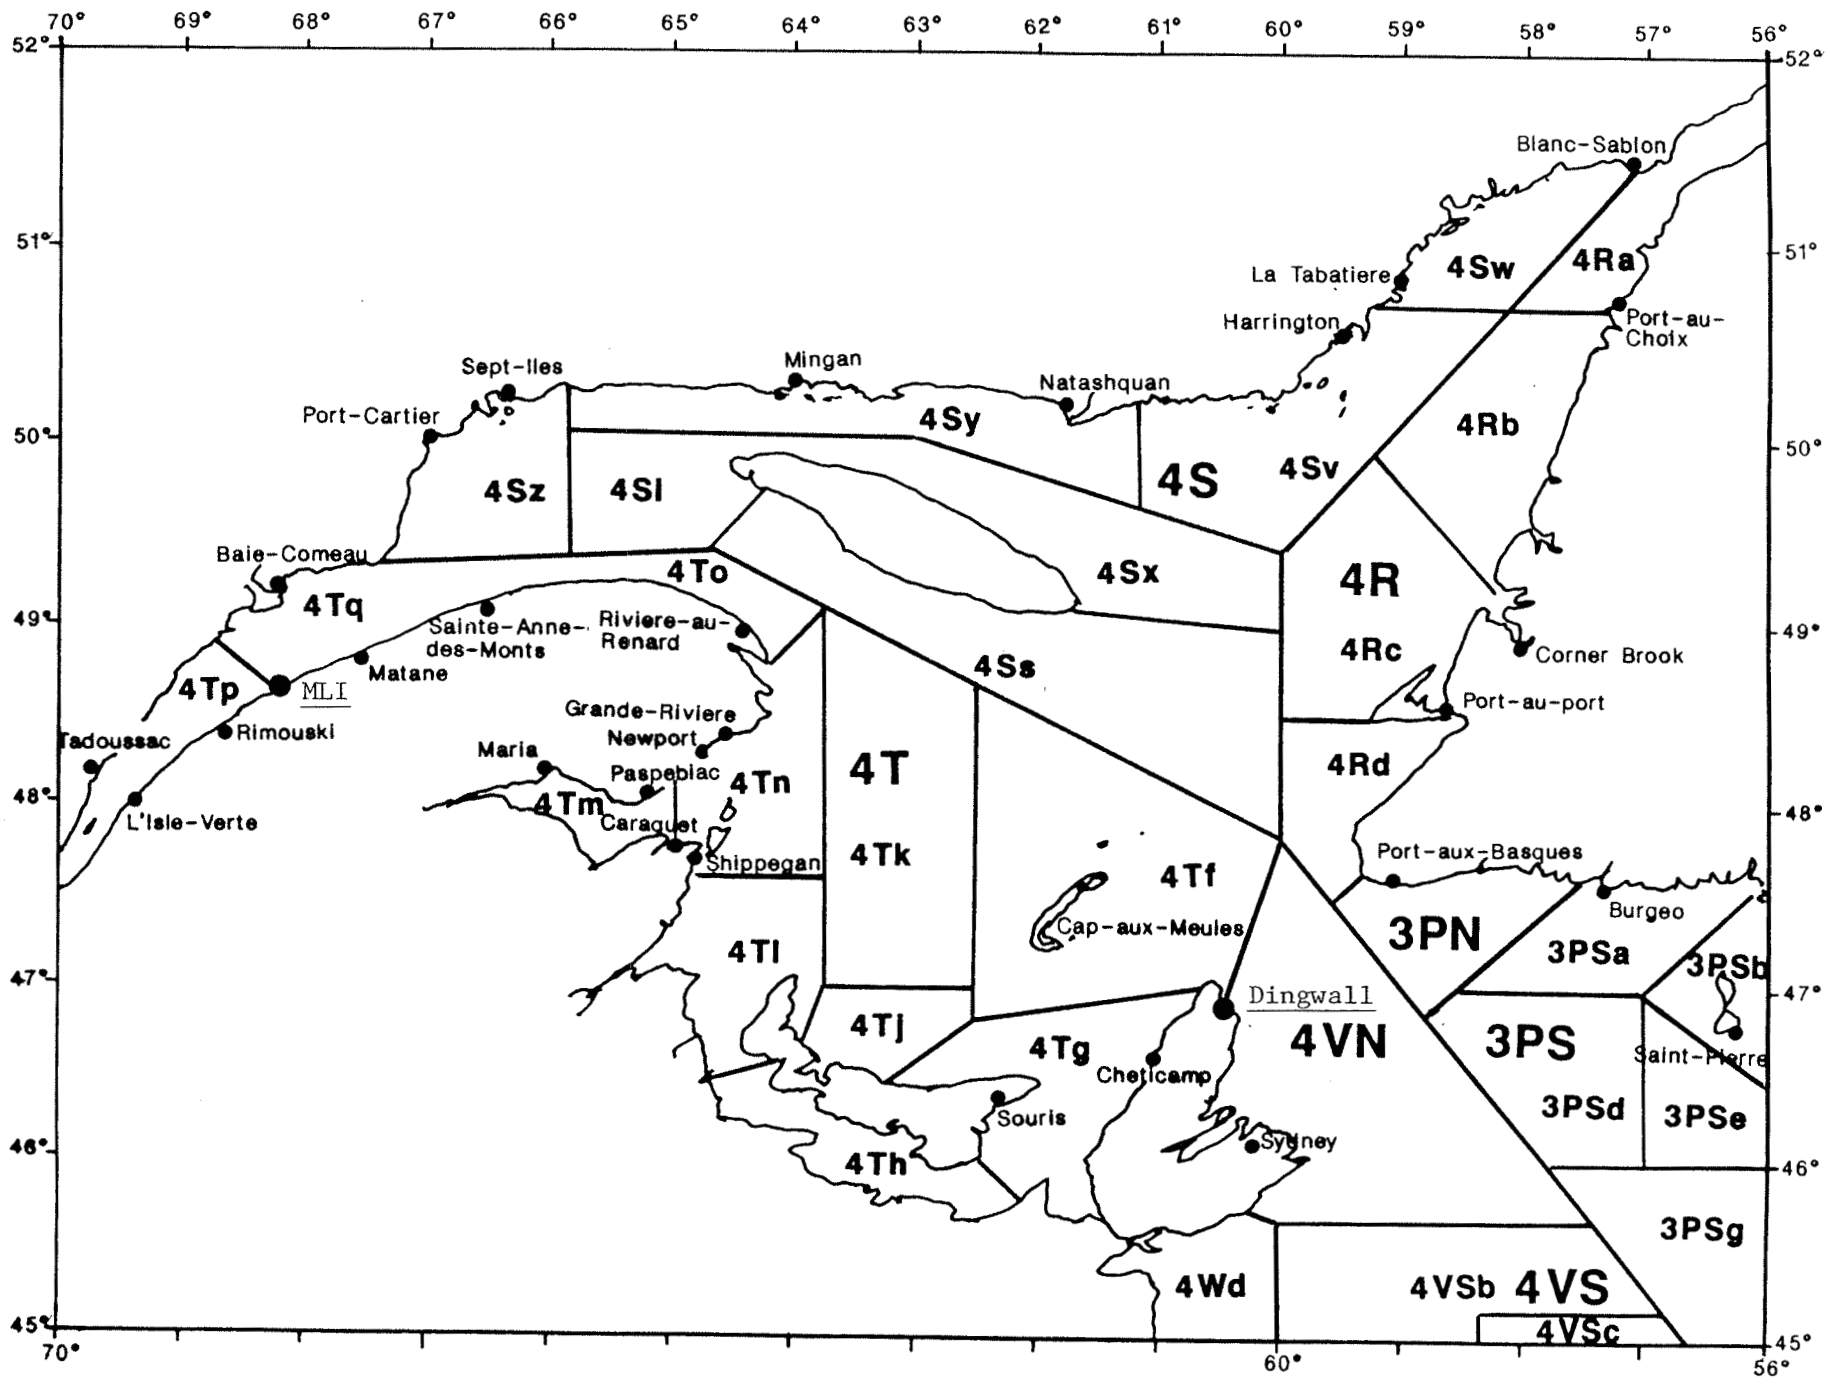 70° 69° 68° 67° 66° 65° 64° 63° 62° 61° 60° 59° 58° 57° 56°
52° 52°
Blanc-Sablon
51° 51°
4Sw 4Ra
La Tabatiere
Harrington
Port-au-
Choix
Mingan
Sept-Iles
Natashquan
Port-Cartier
4Sy
4Rb
50° 50°
4S
4Sv
4Sz 4Si
Baie-Comeau
4To 4Sx
4R
4Tq
49° 49°
Sainte-Anne-
des-Monts
Riviere-au-
Renard
4Rc
Corner Brook
Matane
4Ss
4Tp
MLI
Port-au-port
Grande-Riviere
Rimouski
Newport
Tadoussac
Maria
4T
4Rd
Paspebiac
4Tn
48° 48°
4Tm
L'Isle-Verte
Caraquet
Shippegan
4Tk
Port-aux-Basques
4Tf
Burgeo
Cap-aux-Meules
3PN
4Tl
3PSa
3PSb
47° 47°
Dingwall
4Tj
4Tg
4VN
3PS
Saint-Pierre
Cheticamp
3PSd 3PSe
Souris
46° 46°
Sydney
4Th
3PSg
4Wd
4VSb 4VS
4VSc
45° 45°
70° 60° 56°